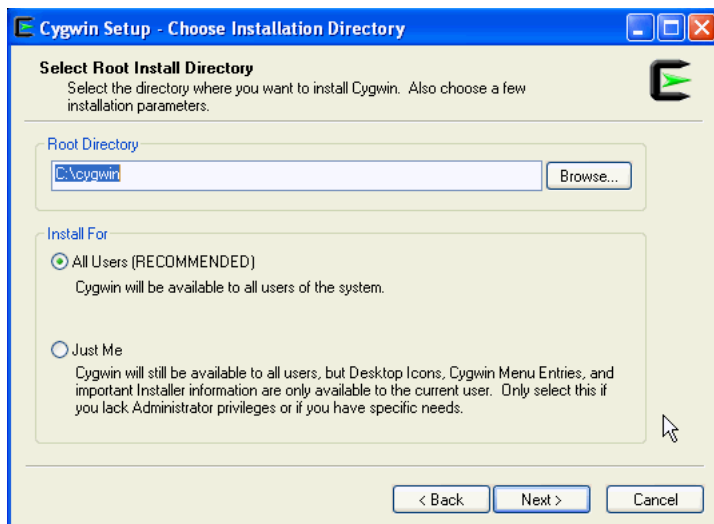 Cygwin Setup - Choose Installation Directory
Select Root Install Directory
Select the directory where you want to install Cygwin. Also choose a few
installation parameters.
Root Directory
C:\cygwin
Browse...
Install For
All Users (RECOMMENDED)
Cygwin will be available to all users of the system.
Just Me
Cygwin will still be available to all users, but Desktop Icons, Cygwin Menu Entries, and
important Installer information are only available to the current user. Only select this if
you lack Administrator privileges or if you have specific needs.
< Back
Next >
Cancel